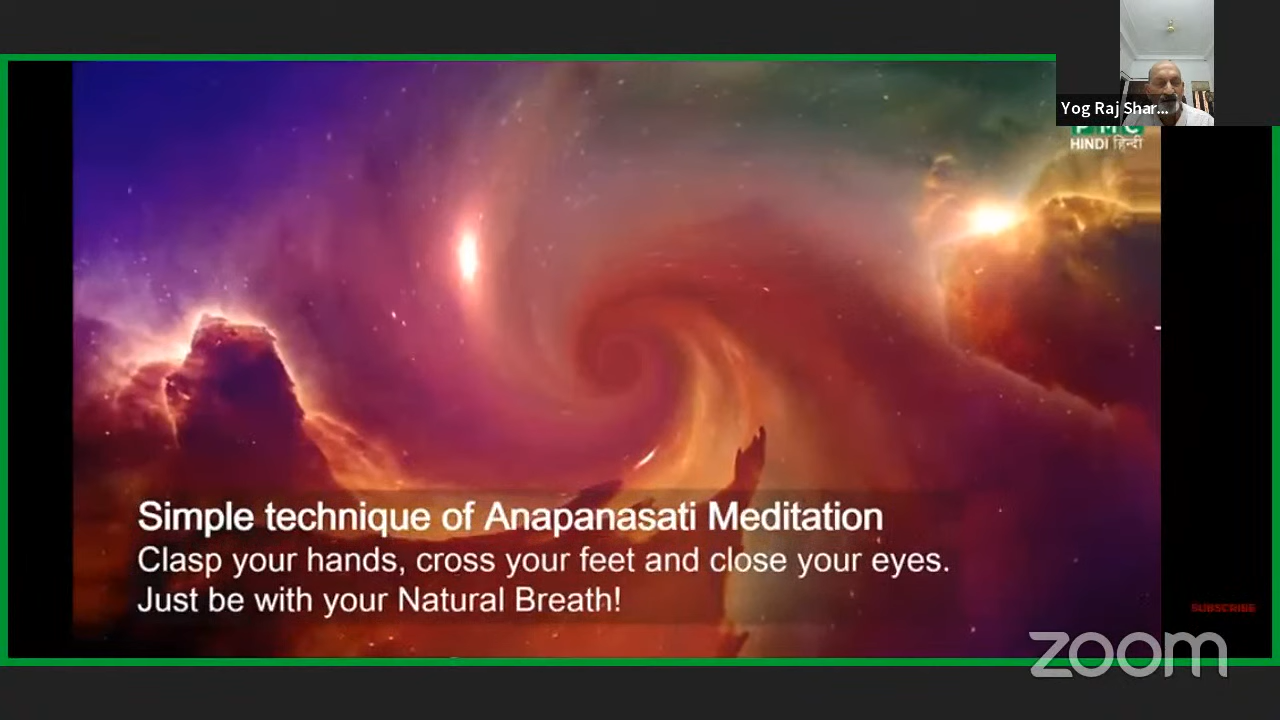 Yog Raj Shar...
PMC
HINDI हिन्दी
Simple technique of Anapanasati Meditation
Clasp your hands, cross your feet and close your eyes.
Just be with your Natural Breath!
SUBSCRIBE
zoom